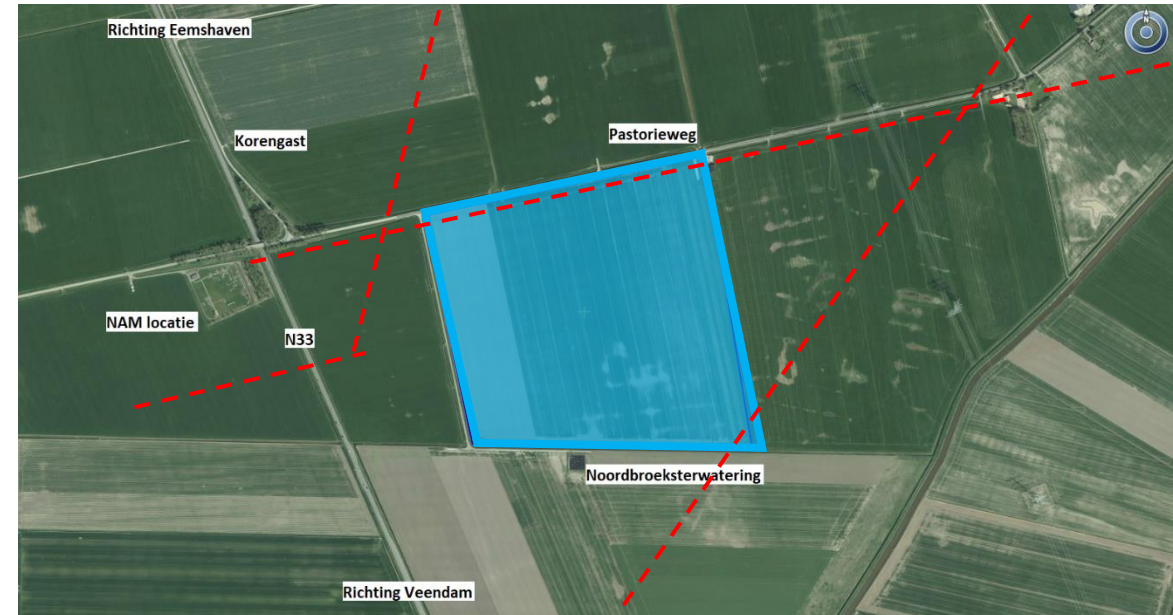 Richting Eemshaven
N
Korengast
Pastorieweg
NAM locatie
N33
Noordbroeksterwatering
Richting Veendam